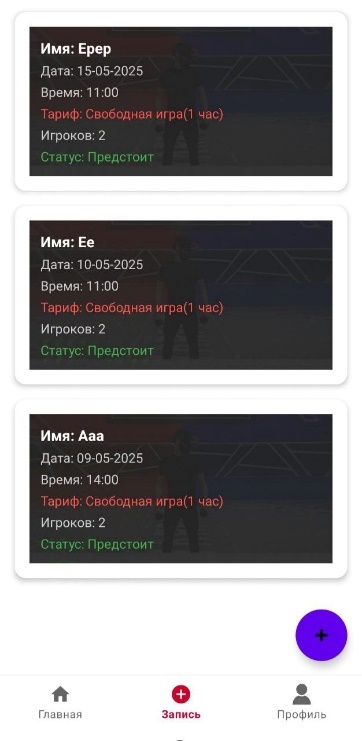 Имя: Ерер
Дата: 15-05-2025
Время: 11:00
Тариф: Свободная игра(1 час)
Игроков: 2
Статус: Предстоит
Имя: Ее
Дата: 10-05-2025
Время: 11:00
Тариф: Свободная игра(1 час)
Игроков: 2
Статус: Предстоит
Имя: Ааа
Дата: 09-05-2025
Время: 14:00
Тариф: Свободная игра(1 час)
Игроков: 2
Статус: Предстоит
Главная
Запись
Профиль